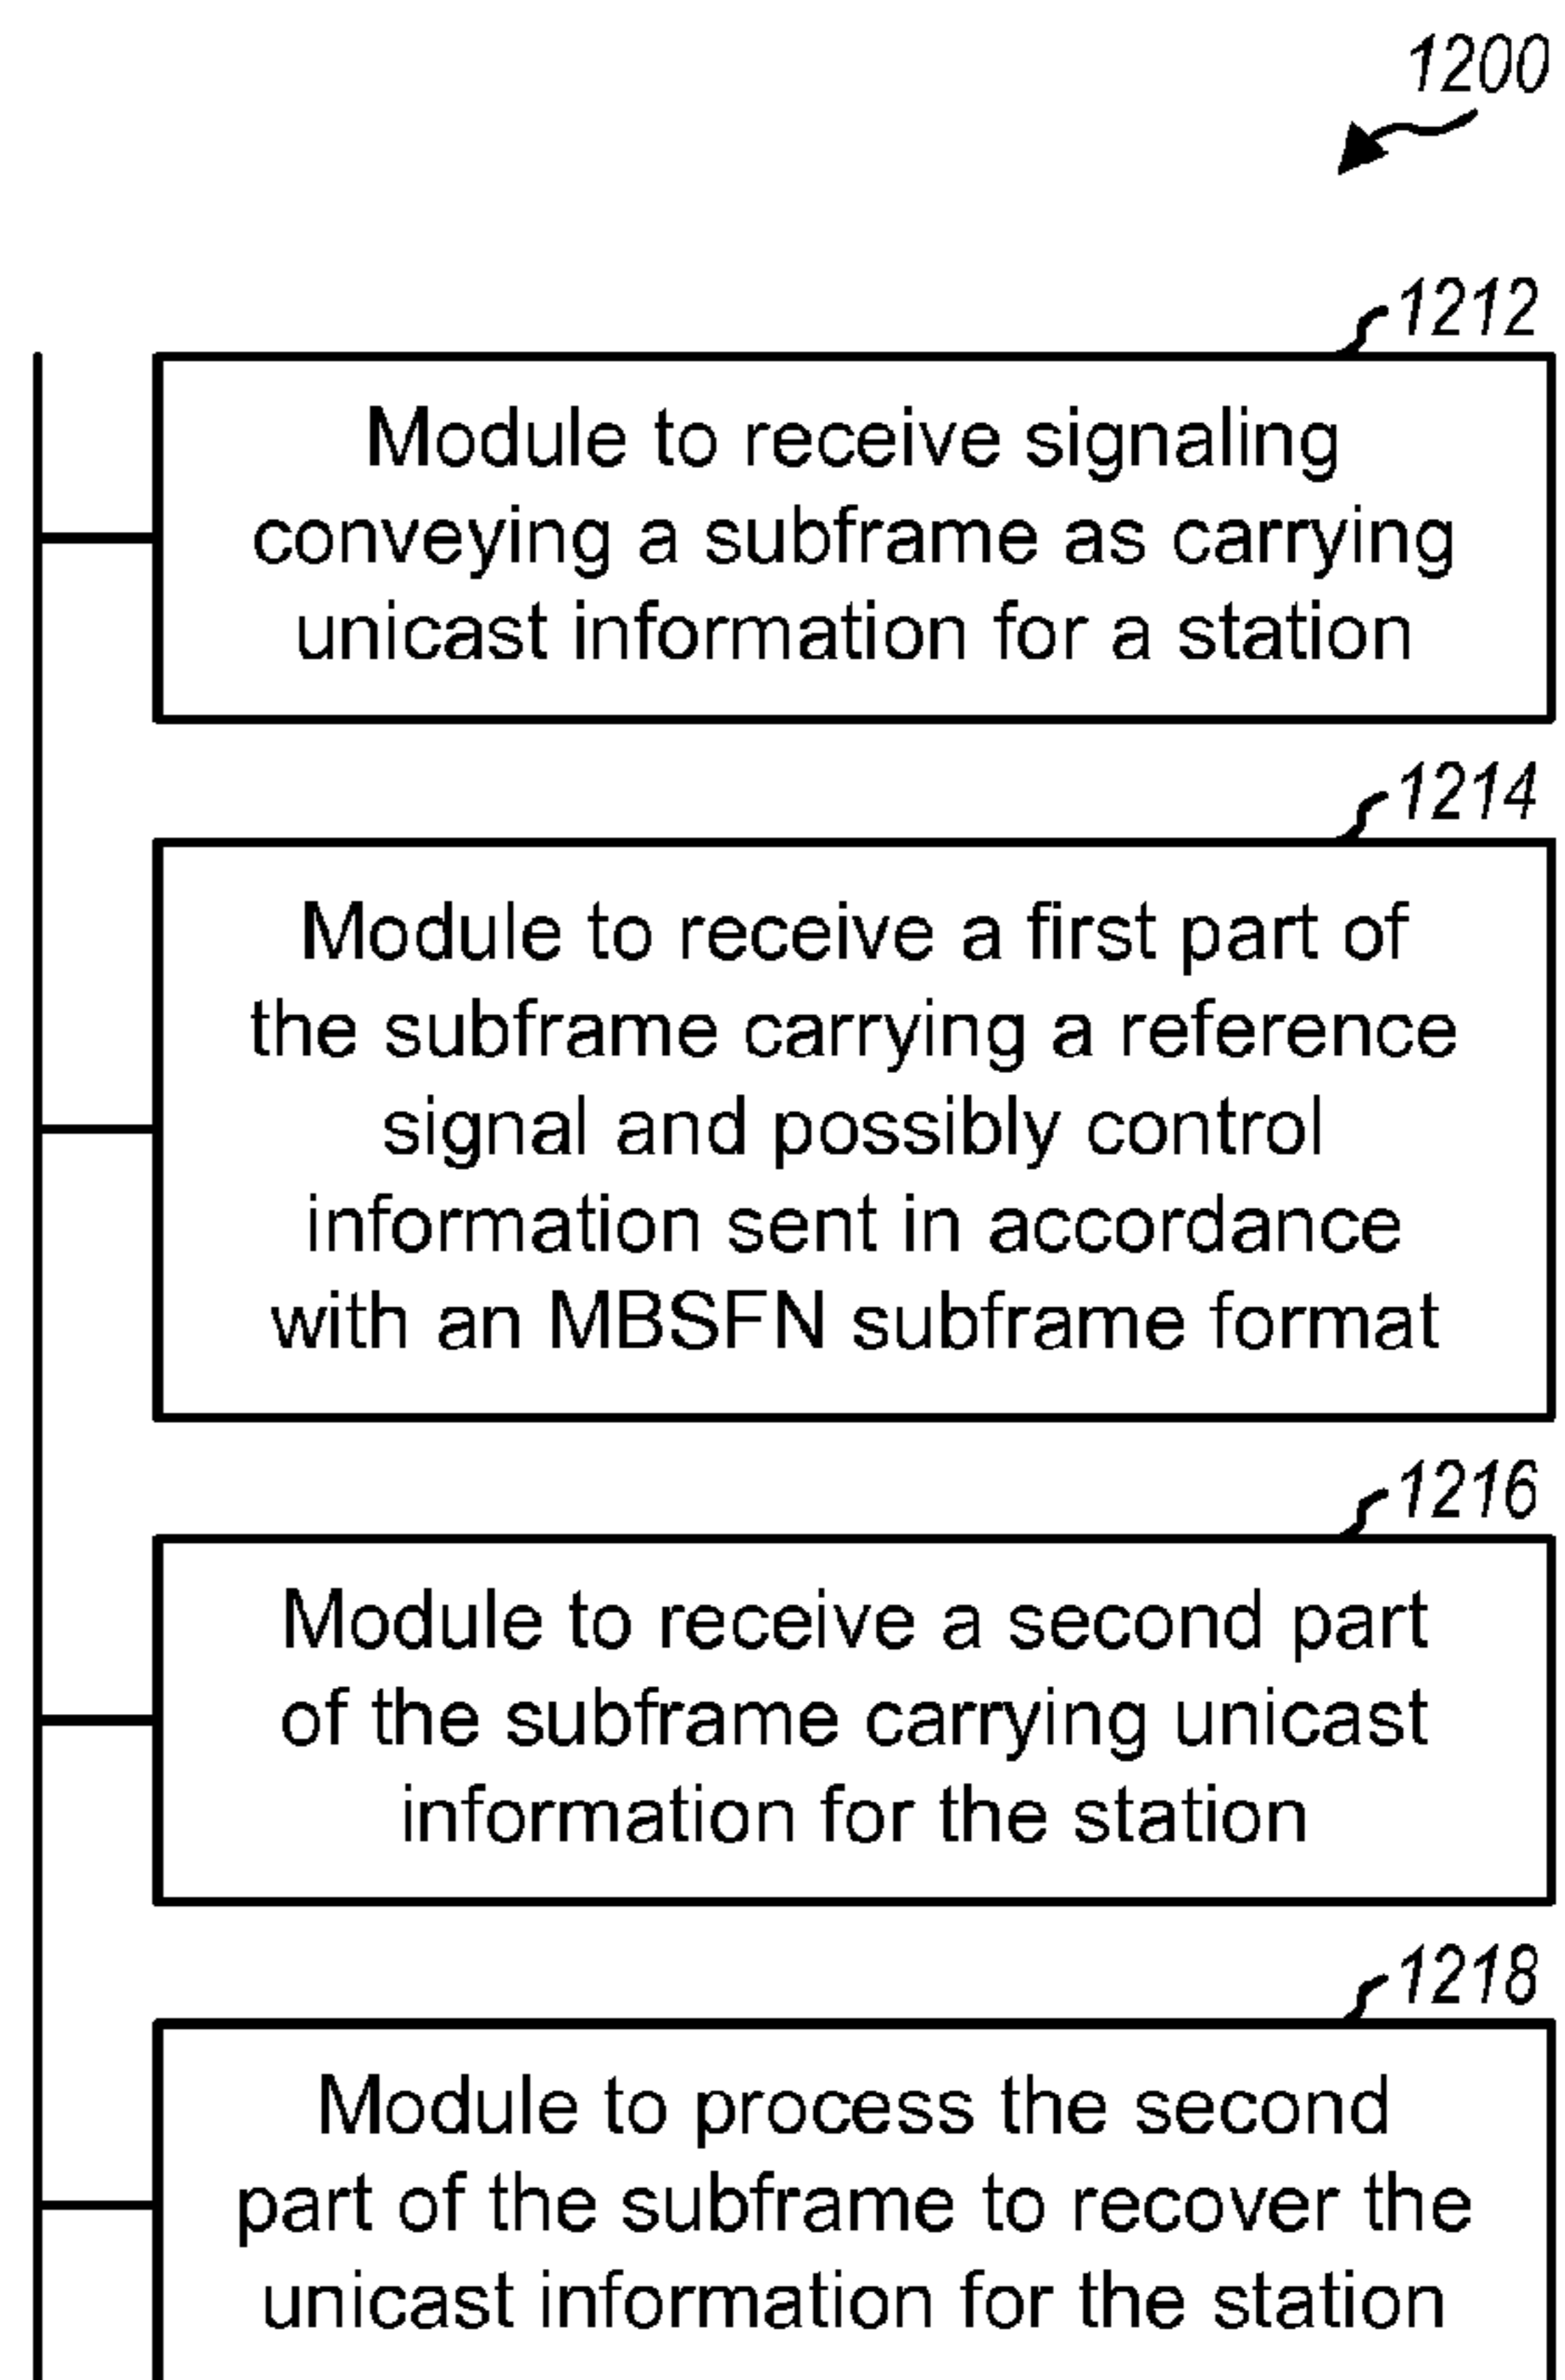 1200
1212
Module to receive signaling
conveying a subframe as carrying
unicast information for a station
1214
Module to receive a first part of
the subframe carrying a reference
signal and possibly control
information sent in accordance
with an MBSFN subframe format
1216
Module to receive a second part
of the subframe carrying unicast
information for the station
1218
Module to process the second
part of the subframe to recover the
unicast information for the station